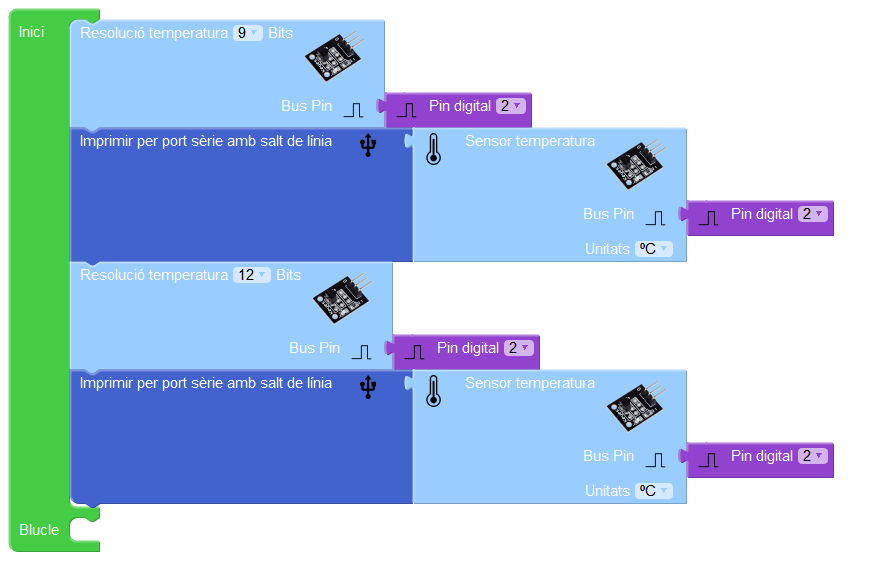 Inici
Resolució temperatura 9 Bits
Bus Pin
Pin digital 2
Imprimir per port sèrie amb salt de línia
Sensor temperatura
Bus Pin
Pin digital 2
Unitats ºC
Resolució temperatura 12 Bits
Bus Pin
Pin digital 2
Imprimir per port sèrie amb salt de línia
Sensor temperatura
Bus Pin
Pin digital 2
Unitats ºC
Blucle